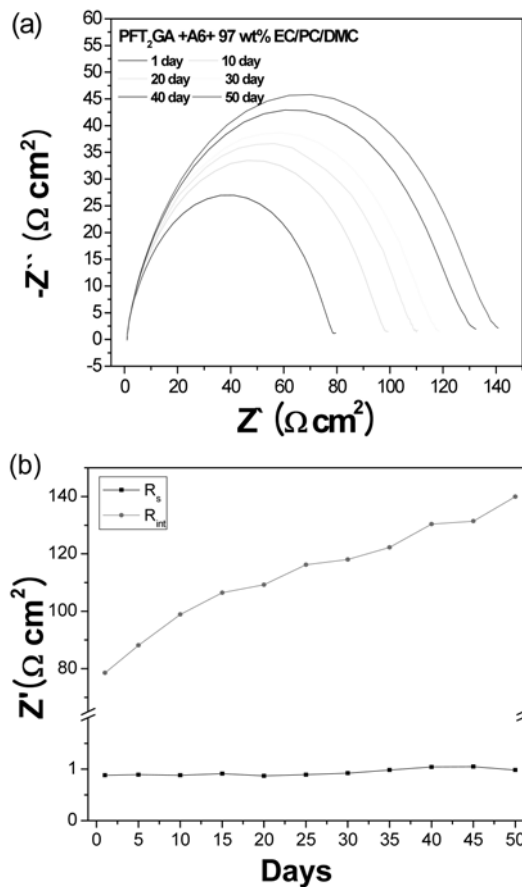 (a)
60
55
50
45
40
35
30
25
20
15
10
5
0
-5
-Z`` (Ω cm²)
PFT₂GA +A6+ 97 wt% EC/PC/DMC
1 day 10 day
20 day 30 day
40 day 50 day
0 20 40 60 80 100 120 140
Z` (Ω cm²)
(b)
140
120
100
80
1
0
Z' (Ω cm²)
Rₛ
R_int
0 5 10 15 20 25 30 35 40 45 50
Days